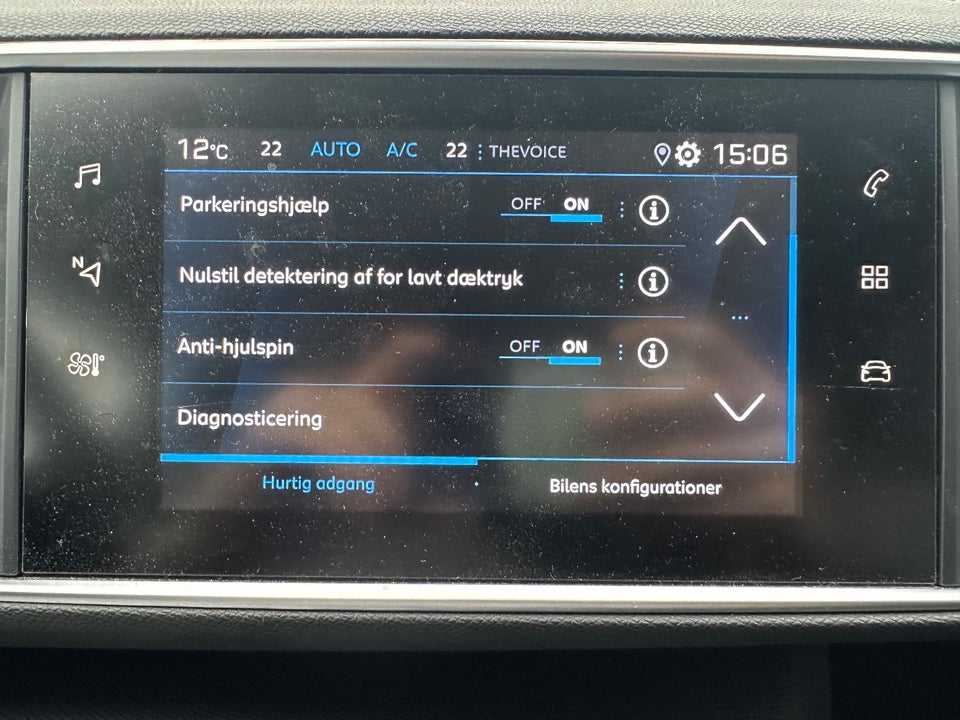 12°C 22 AUTO A/C 22 THEVOICE 15:06
Parkeringshjælp OFF ON
N
Nulstil detektering af for lavt dæktryk
Anti-hjulspin OFF ON
Diagnosticering
Hurtig adgang Bilens konfigurationer